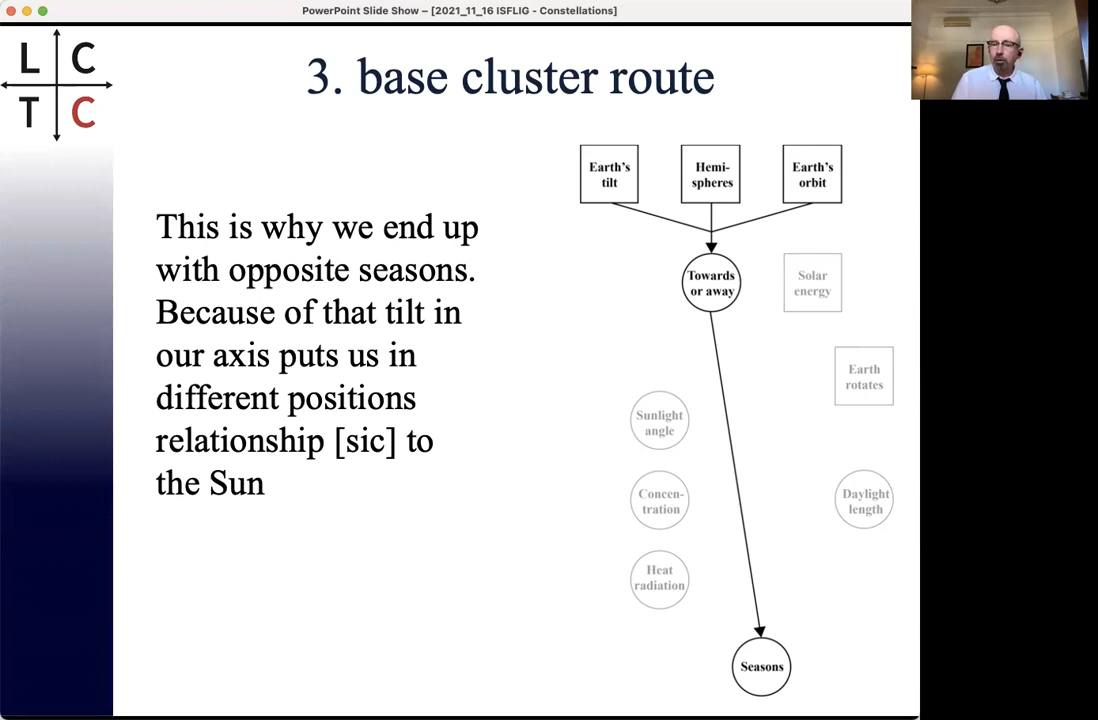 PowerPoint Slide Show – [2021_11_16 ISFLIG - Constellations]
L C
T C
3. base cluster route
This is why we end up
with opposite seasons.
Because of that tilt in
our axis puts us in
different positions
relationship [sic] to
the Sun
Earth's
tilt
Hemi-
spheres
Earth's
orbit
Towards
or away
Solar
energy
Earth
rotates
Sunlight
angle
Concen-
tration
Daylight
length
Heat
radiation
Seasons